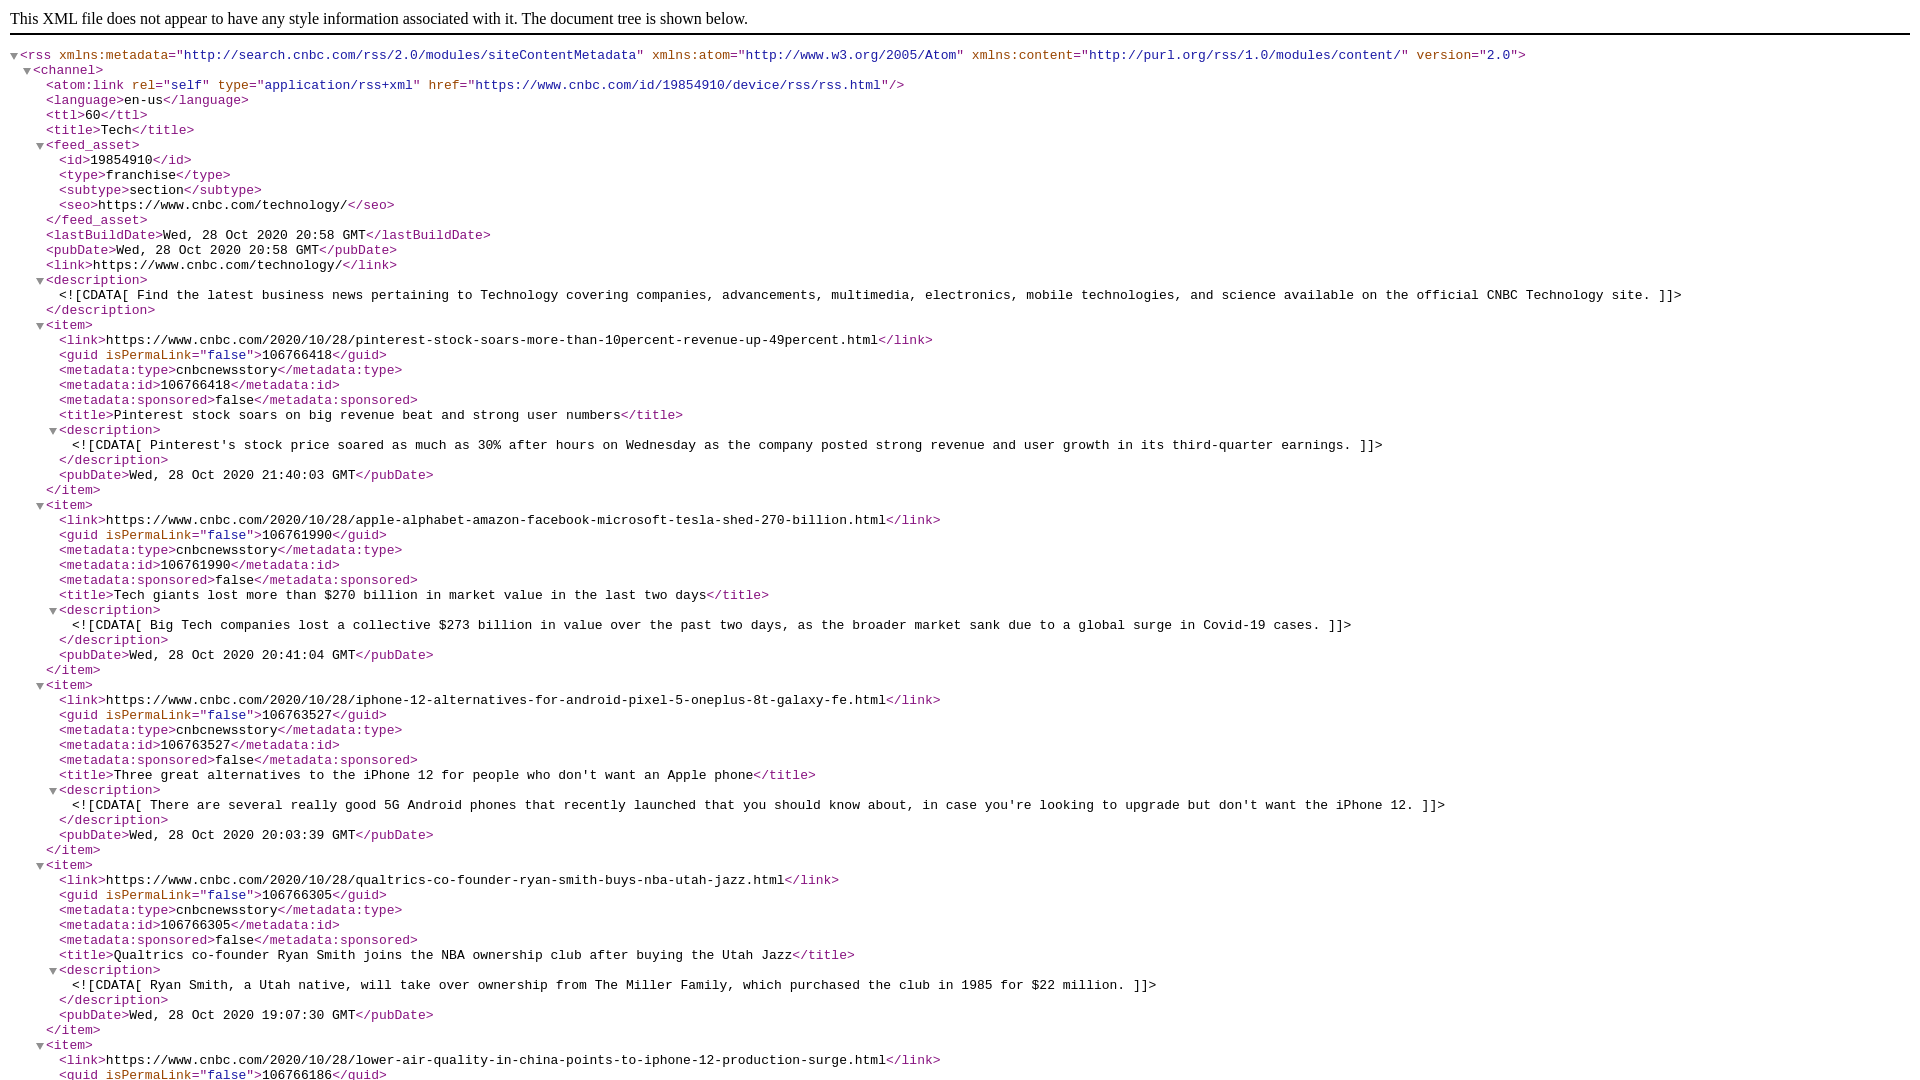 This XML file does not appear to have any style information associated with it. The document tree is shown below.
<rss xmlns:metadata="http://search.cnbc.com/rss/2.0/modules/siteContentMetadata" xmlns:atom="http://www.w3.org/2005/Atom" xmlns:content="http://purl.org/rss/1.0/modules/content/" version="2.0">
<channel>
<atom:link rel="self" type="application/rss+xml" href="https://www.cnbc.com/id/19854910/device/rss/rss.html"/>
<language>en-us</language>
<ttl>60</ttl>
<title>Tech</title>
<feed_asset>
<id>19854910</id>
<type>franchise</type>
<subtype>section</subtype>
<seo>https://www.cnbc.com/technology/</seo>
</feed_asset>
<lastBuildDate>Wed, 28 Oct 2020 20:58 GMT</lastBuildDate>
<pubDate>Wed, 28 Oct 2020 20:58 GMT</pubDate>
<link>https://www.cnbc.com/technology/</link>
<description>
<![CDATA[ Find the latest business news pertaining to Technology covering companies, advancements, multimedia, electronics, mobile technologies, and science available on the official CNBC Technology site. ]]>
</description>
<item>
<link>https://www.cnbc.com/2020/10/28/pinterest-stock-soars-more-than-10percent-revenue-up-49percent.html</link>
<guid isPermaLink="false">106766418</guid>
<metadata:type>cnbcnewsstory</metadata:type>
<metadata:id>106766418</metadata:id>
<metadata:sponsored>false</metadata:sponsored>
<title>Pinterest stock soars on big revenue beat and strong user numbers</title>
<description>
<![CDATA[ Pinterest's stock price soared as much as 30% after hours on Wednesday as the company posted strong revenue and user growth in its third-quarter earnings. ]]>
</description>
<pubDate>Wed, 28 Oct 2020 21:40:03 GMT</pubDate>
</item>
<item>
<link>https://www.cnbc.com/2020/10/28/apple-alphabet-amazon-facebook-microsoft-tesla-shed-270-billion.html</link>
<guid isPermaLink="false">106761990</guid>
<metadata:type>cnbcnewsstory</metadata:type>
<metadata:id>106761990</metadata:id>
<metadata:sponsored>false</metadata:sponsored>
<title>Tech giants lost more than $270 billion in market value in the last two days</title>
<description>
<![CDATA[ Big Tech companies lost a collective $273 billion in value over the past two days, as the broader market sank due to a global surge in Covid-19 cases. ]]>
</description>
<pubDate>Wed, 28 Oct 2020 20:41:04 GMT</pubDate>
</item>
<item>
<link>https://www.cnbc.com/2020/10/28/iphone-12-alternatives-for-android-pixel-5-oneplus-8t-galaxy-fe.html</link>
<guid isPermaLink="false">106763527</guid>
<metadata:type>cnbcnewsstory</metadata:type>
<metadata:id>106763527</metadata:id>
<metadata:sponsored>false</metadata:sponsored>
<title>Three great alternatives to the iPhone 12 for people who don't want an Apple phone</title>
<description>
<![CDATA[ There are several really good 5G Android phones that recently launched that you should know about, in case you're looking to upgrade but don't want the iPhone 12. ]]>
</description>
<pubDate>Wed, 28 Oct 2020 20:03:39 GMT</pubDate>
</item>
<item>
<link>https://www.cnbc.com/2020/10/28/qualtrics-co-founder-ryan-smith-buys-nba-utah-jazz.html</link>
<guid isPermaLink="false">106766305</guid>
<metadata:type>cnbcnewsstory</metadata:type>
<metadata:id>106766305</metadata:id>
<metadata:sponsored>false</metadata:sponsored>
<title>Qualtrics co-founder Ryan Smith joins the NBA ownership club after buying the Utah Jazz</title>
<description>
<![CDATA[ Ryan Smith, a Utah native, will take over ownership from The Miller Family, which purchased the club in 1985 for $22 million. ]]>
</description>
<pubDate>Wed, 28 Oct 2020 19:07:30 GMT</pubDate>
</item>
<item>
<link>https://www.cnbc.com/2020/10/28/lower-air-quality-in-china-points-to-iphone-12-production-surge.html</link>
<guid isPermaLink="false">106766186</guid>